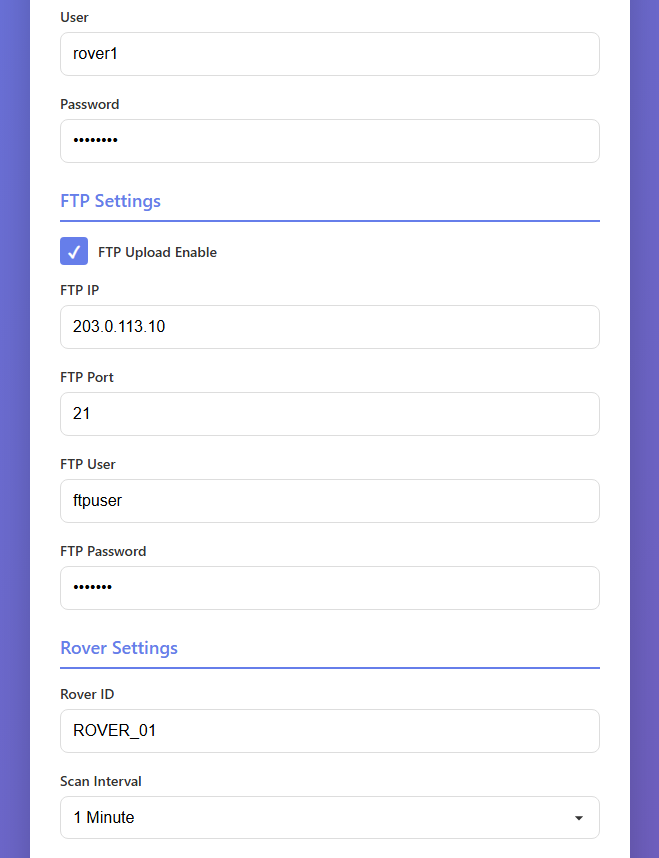 User
rover1
Password
••••••••
FTP Settings
FTP Upload Enable
FTP IP
203.0.113.10
FTP Port
21
FTP User
ftpuser
FTP Password
•••••••
Rover Settings
Rover ID
ROVER_01
Scan Interval
1 Minute